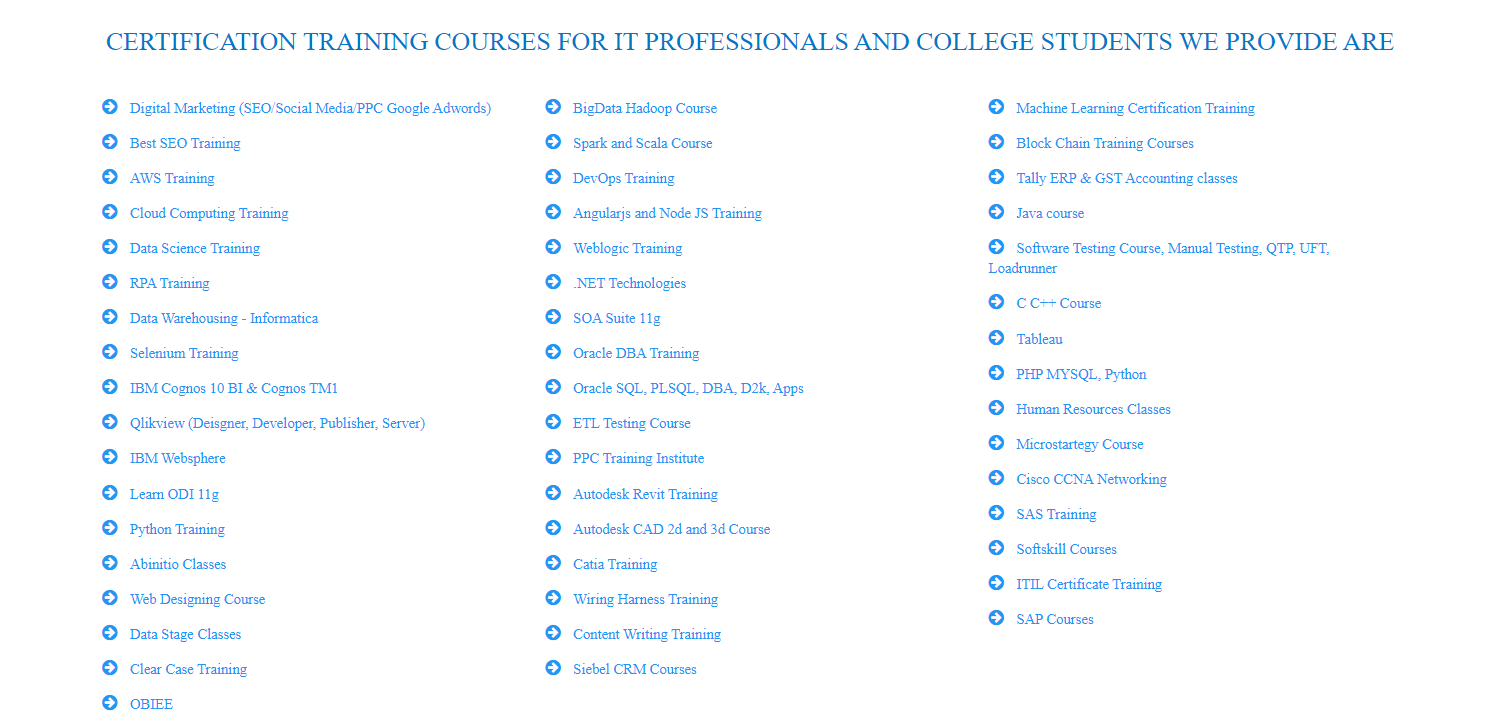 CERTIFICATION TRAINING COURSES FOR IT PROFESSIONALS AND COLLEGE STUDENTS WE PROVIDE ARE
Digital Marketing (SEO/Social Media/PPC Google Adwords)
Best SEO Training
AWS Training
Cloud Computing Training
Data Science Training
RPA Training
Data Warehousing - Informatica
Selenium Training
IBM Cognos 10 BI & Cognos TM1
Qlikview (Deisgner, Developer, Publisher, Server)
IBM Websphere
Learn ODI 11g
Python Training
Abinitio Classes
Web Designing Course
Data Stage Classes
Clear Case Training
OBIEE
BigData Hadoop Course
Spark and Scala Course
DevOps Training
Angularjs and Node JS Training
Weblogic Training
.NET Technologies
SOA Suite 11g
Oracle DBA Training
Oracle SQL, PLSQL, DBA, D2k, Apps
ETL Testing Course
PPC Training Institute
Autodesk Revit Training
Autodesk CAD 2d and 3d Course
Catia Training
Wiring Harness Training
Content Writing Training
Siebel CRM Courses
Machine Learning Certification Training
Block Chain Training Courses
Tally ERP & GST Accounting classes
Java course
Software Testing Course, Manual Testing, QTP, UFT,
Loadrunner
C C++ Course
Tableau
PHP MYSQL, Python
Human Resources Classes
Microstartegy Course
Cisco CCNA Networking
SAS Training
Softskill Courses
ITIL Certificate Training
SAP Courses